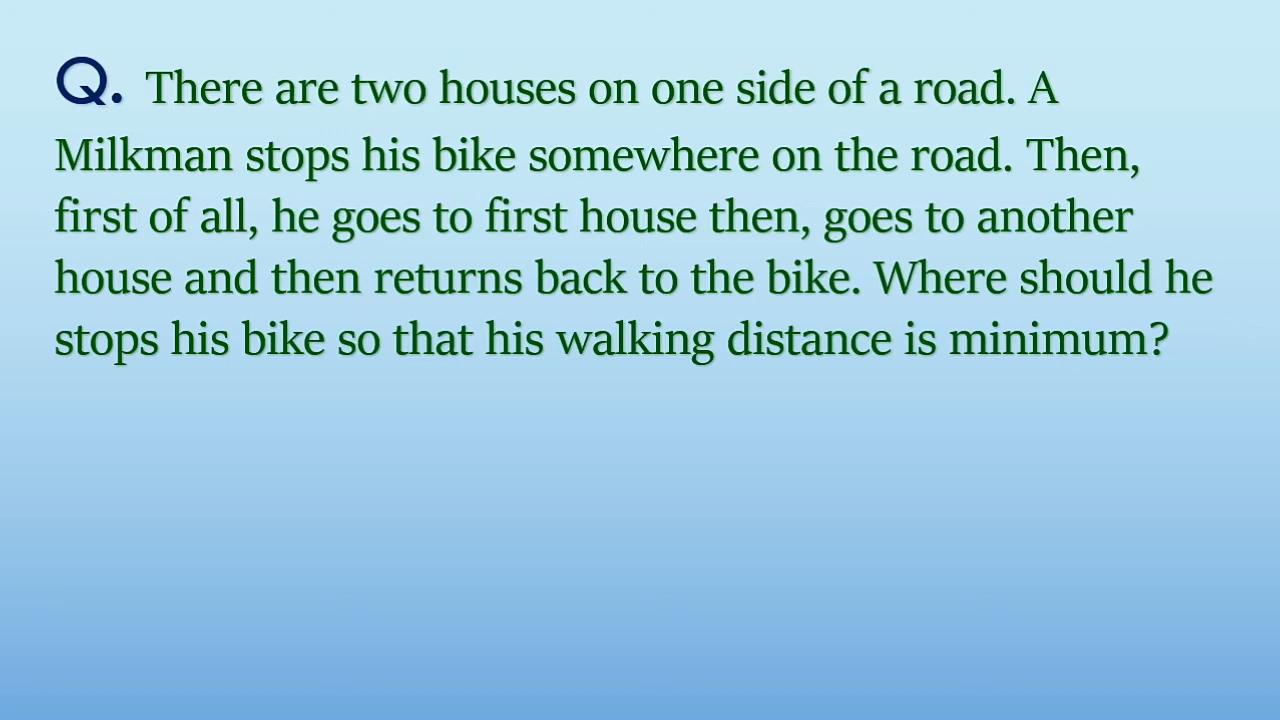 Q. There are two houses on one side of a road. A
Milkman stops his bike somewhere on the road. Then,
first of all, he goes to first house then, goes to another
house and then returns back to the bike. Where should he
stops his bike so that his walking distance is minimum?